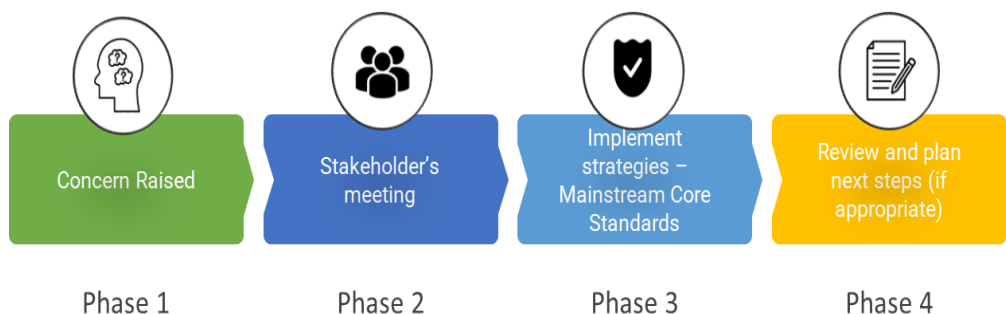 Concern Raised
Stakeholder's
meeting
Implement
strategies –
Mainstream Core
Standards
Review and plan
next steps (if
appropriate)
Phase 1
Phase 2
Phase 3
Phase 4